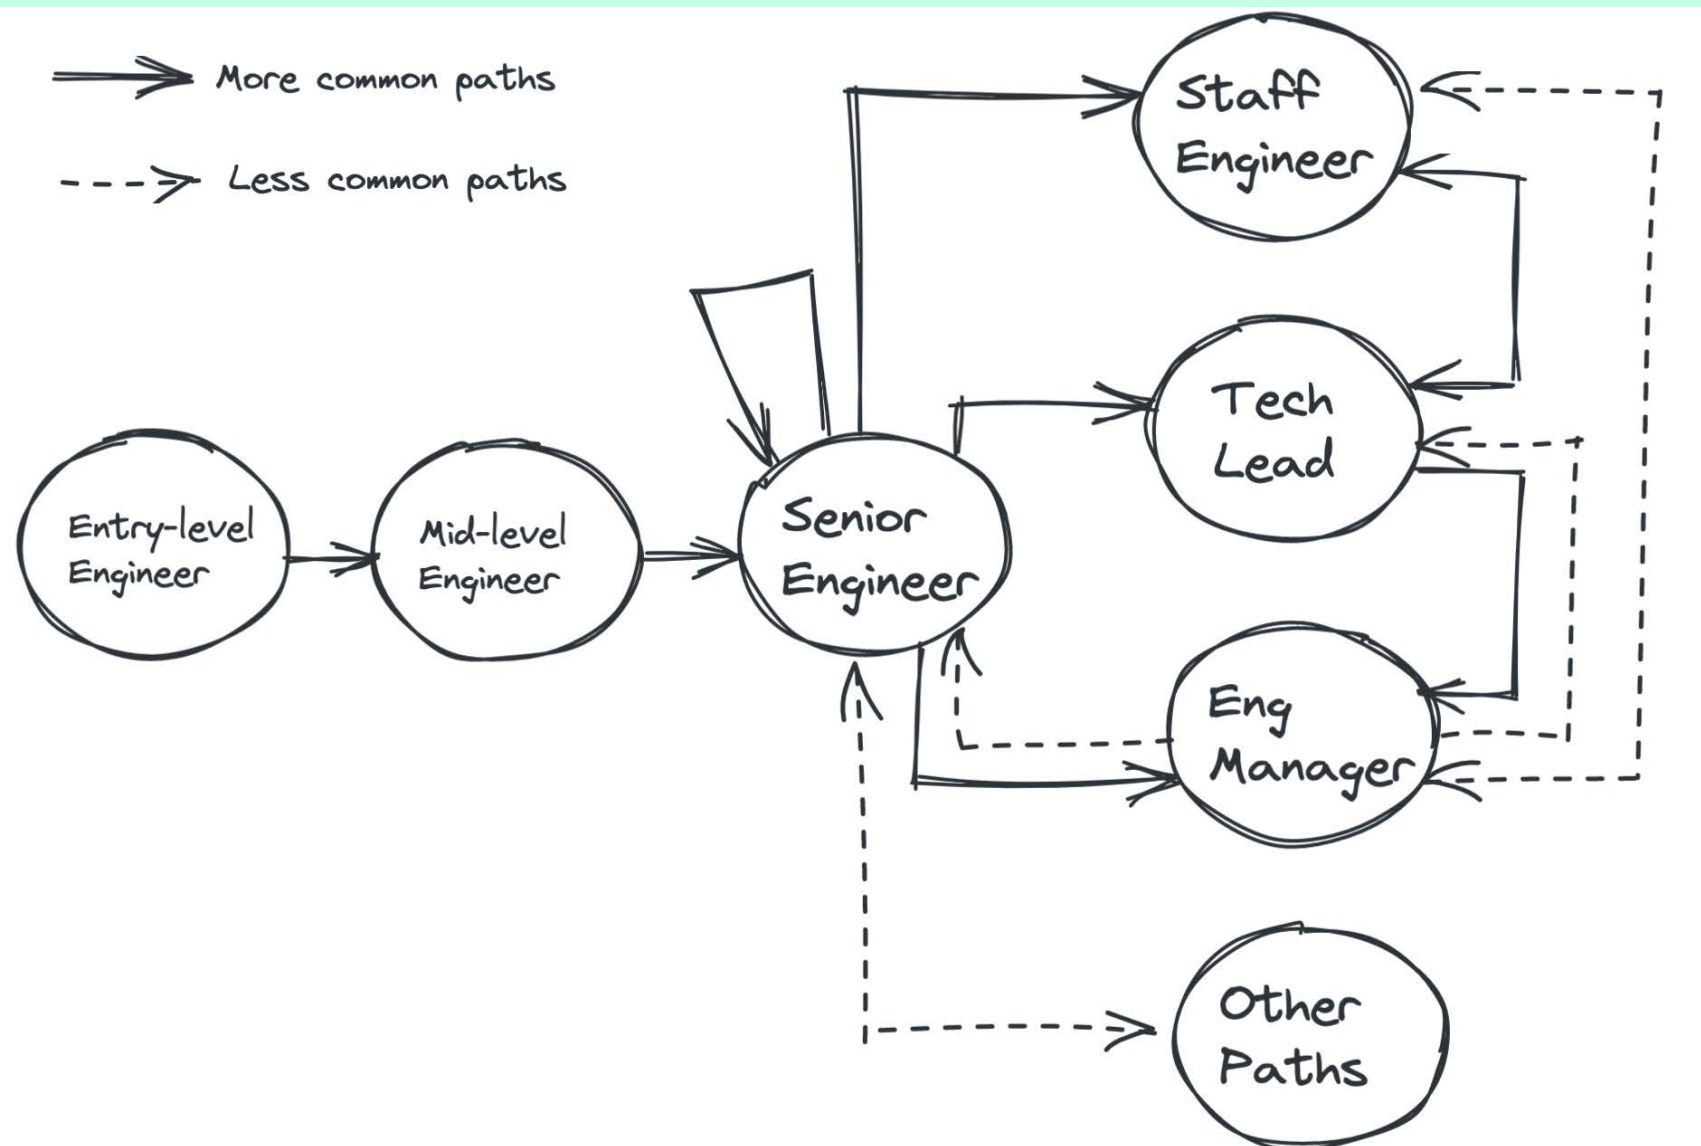 More common paths
Less common paths
Staff
Engineer
Tech
Lead
Entry-level
Engineer
Mid-level
Engineer
Senior
Engineer
Eng
Manager
Other
Paths